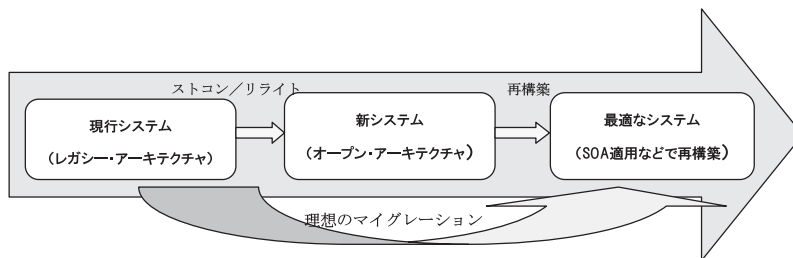 ストコン／リライト
再構築
現行システム
（レガシー・アーキテクチャ）
新システム
（オープン・アーキテクチャ）
最適なシステム
（SOA適用などで再構築）
理想のマイグレーション